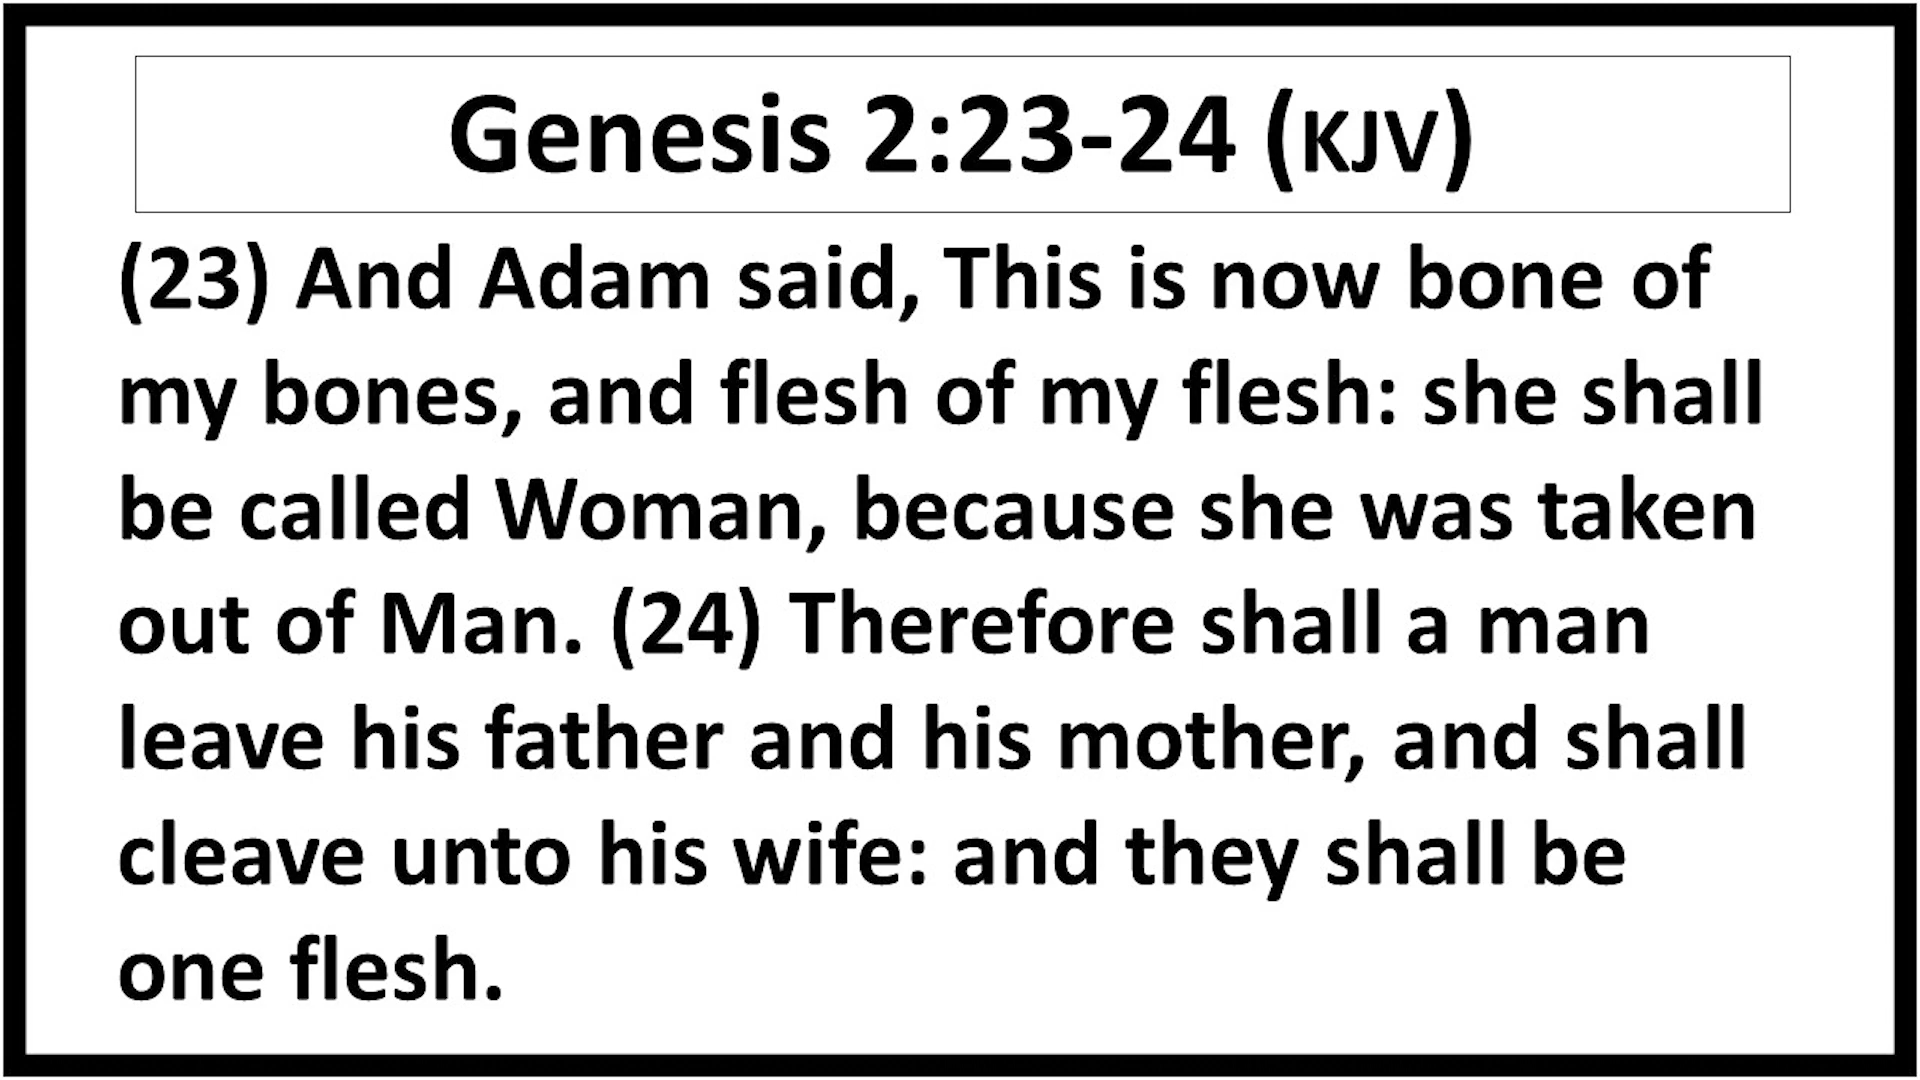 Genesis 2:23-24 (KJV)
(23) And Adam said, This is now bone of
my bones, and flesh of my flesh: she shall
be called Woman, because she was taken
out of Man. (24) Therefore shall a man
leave his father and his mother, and shall
cleave unto his wife: and they shall be
one flesh.